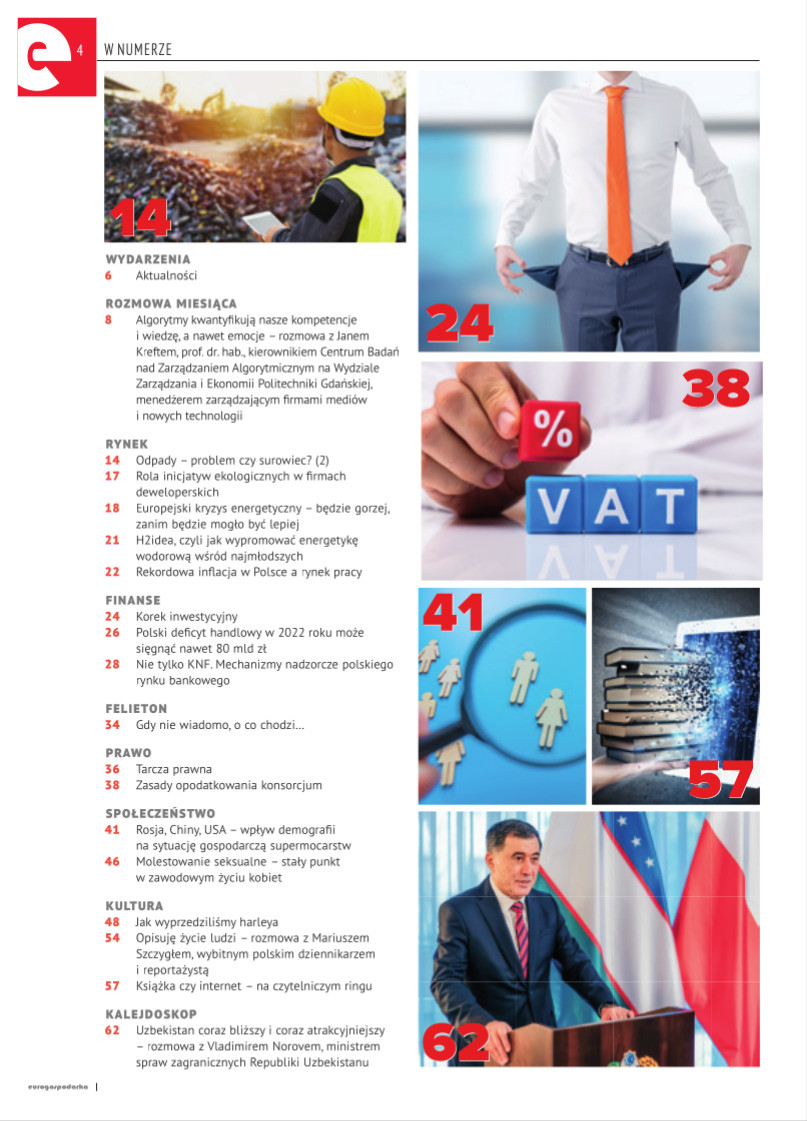 e
4
W NUMERZE
14
WYDARZENIA
6 Aktualności
ROZMOWA MIESIĄCA
8 Algorytmy kwantyfikują nasze kompetencje
i wiedzę, a nawet emocje – rozmowa z Janem
Kreftem, prof. dr. hab., kierownikiem Centrum Badań
nad Zarządzaniem Algorytmicznym na Wydziale
Zarządzania i Ekonomii Politechniki Gdańskiej,
menedżerem zarządzającym firmami mediów
i nowych technologii
RYNEK
14 Odpady – problem czy surowiec? (2)
17 Rola inicjatyw ekologicznych w firmach
deweloperskich
18 Europejski kryzys energetyczny – będzie gorzej,
zanim będzie mogło być lepiej
21 H2idea, czyli jak wypromować energetykę
wodorową wśród najmłodszych
22 Rekordowa inflacja w Polsce a rynek pracy
FINANSE
24 Korek inwestycyjny
26 Polski deficyt handlowy w 2022 roku może
sięgnąć nawet 80 mld zł
28 Nie tylko KNF. Mechanizmy nadzorcze polskiego
rynku bankowego
FELIETON
34 Gdy nie wiadomo, o co chodzi...
PRAWO
36 Tarcza prawna
38 Zasady opodatkowania konsorcjum
SPOŁECZEŃSTWO
41 Rosja, Chiny, USA – wpływ demografii
na sytuację gospodarczą supermocarstw
46 Molestowanie seksualne – stały punkt
w zawodowym życiu kobiet
KULTURA
48 Jak wyprzedziliśmy harleya
54 Opisuję życie ludzi – rozmowa z Mariuszem
Szczygłem, wybitnym polskim dziennikarzem
i reportażystą
57 Książka czy internet – na czytelniczym ringu
KALEJDOSKOP
62 Uzbekistan coraz bliższy i coraz atrakcyjniejszy
– rozmowa z Vladimirem Norovem, ministrem
spraw zagranicznych Republiki Uzbekistanu
24
38
%
VAT
41
57
62
eurogospodarka